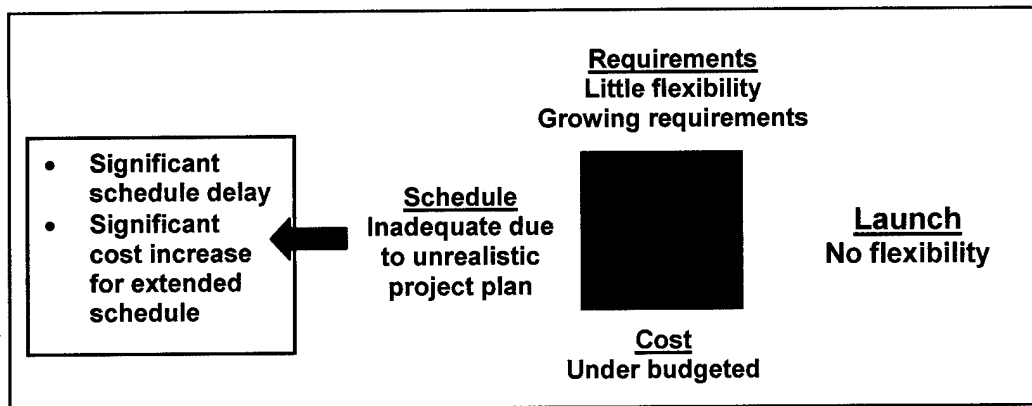 Requirements
Little flexibility
Growing requirements
• Significant
schedule delay
• Significant
cost increase
for extended
schedule
Schedule
Inadequate due
to unrealistic
project plan
Launch
No flexibility
Cost
Under budgeted